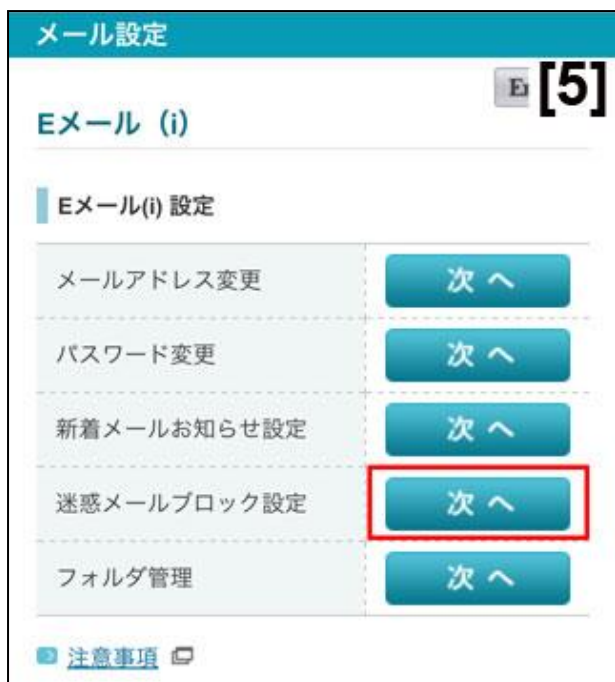 メール設定
[5]
Eメール（i）
Eメール(i) 設定
メールアドレス変更 次 へ
パスワード変更 次 へ
新着メールお知らせ設定 次 へ
迷惑メールブロック設定 次 へ
フォルダ管理 次 へ
注意事項